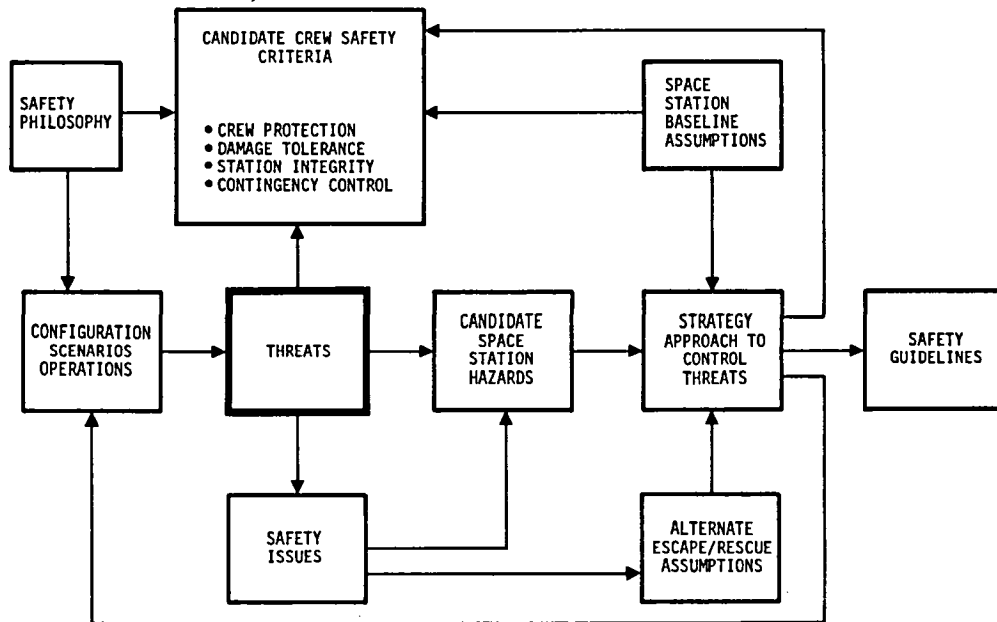 CANDIDATE CREW SAFETY
CRITERIA
• CREW PROTECTION
• DAMAGE TOLERANCE
• STATION INTEGRITY
• CONTINGENCY CONTROL
SAFETY
PHILOSOPHY
SPACE
STATION
BASELINE
ASSUMPTIONS
CONFIGURATION
SCENARIOS
OPERATIONS
THREATS
CANDIDATE
SPACE
STATION
HAZARDS
STRATEGY
APPROACH TO
CONTROL
THREATS
SAFETY
GUIDELINES
SAFETY
ISSUES
ALTERNATE
ESCAPE/RESCUE
ASSUMPTIONS